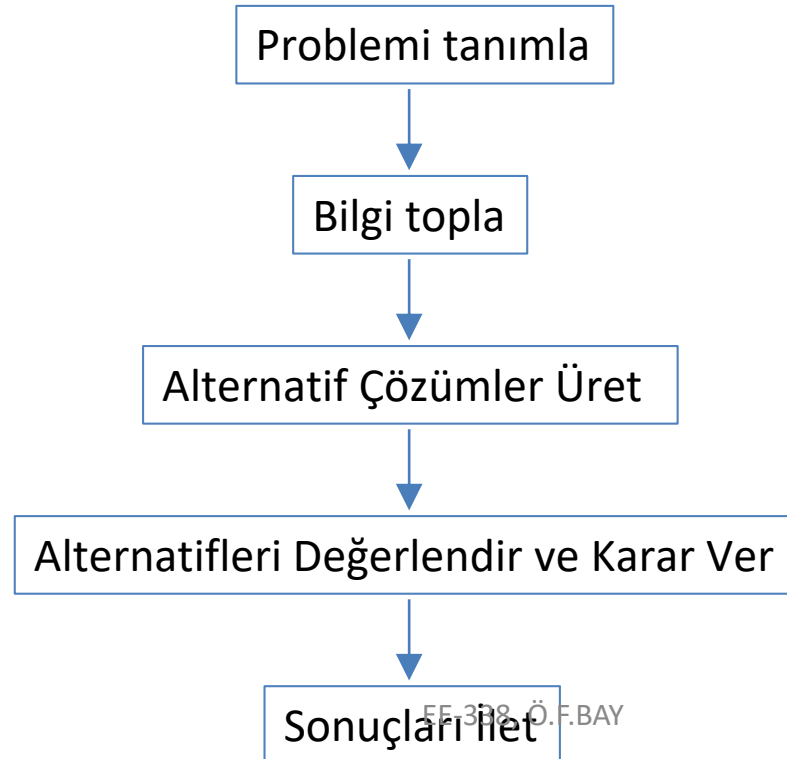 Problemi tanımla
Bilgi topla
Alternatif Çözümler Üret
Alternatifleri Değerlendir ve Karar Ver
Sonuçları İlet
EE-338, Ö.F.BAY